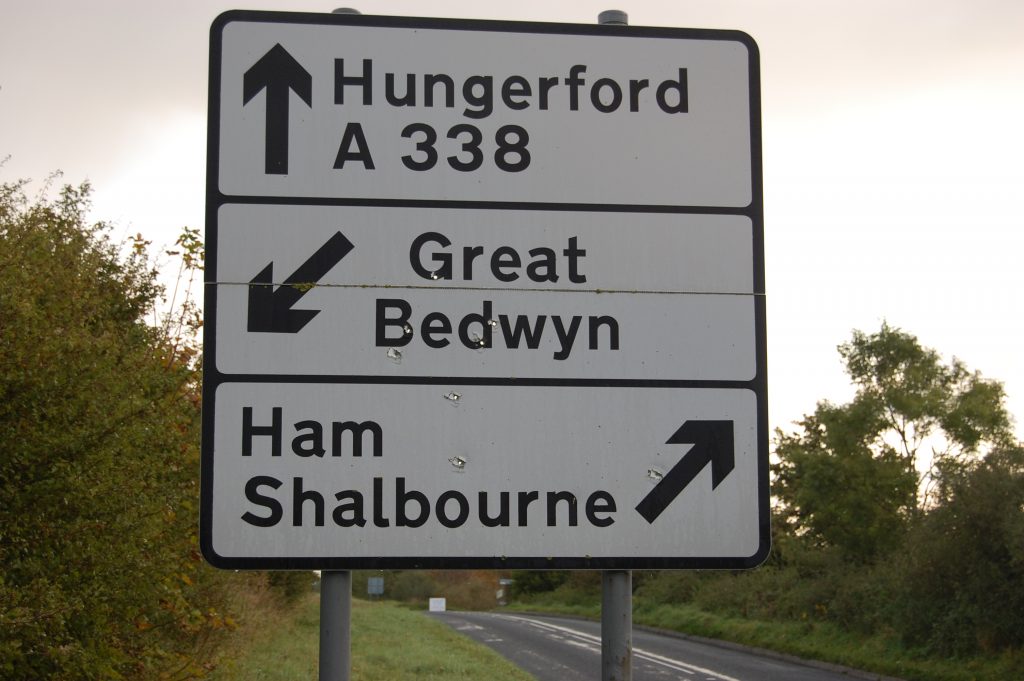 Hungerford
A 338
Great
Bedwyn
Ham
Shalbourne